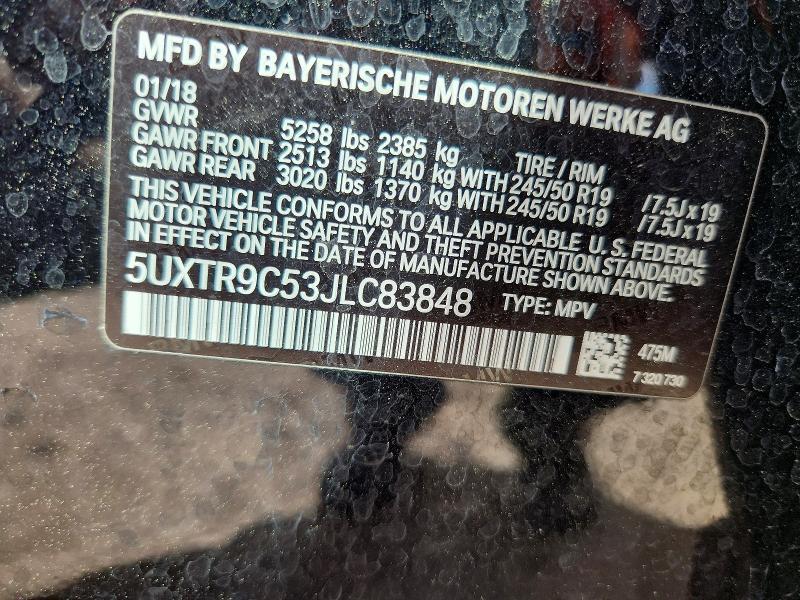 MFD BY BAYERISCHE MOTOREN WERKE AG
01/18
GVWR 5258 lbs 2385 kg TIRE / RIM
GAWR FRONT 2513 lbs 1140 kg WITH 245/50 R19 /7.5J x 19
GAWR REAR 3020 lbs 1370 kg WITH 245/50 R19 /7.5J x 19
THIS VEHICLE CONFORMS TO ALL APPLICABLE U.S. FEDERAL
MOTOR VEHICLE SAFETY AND THEFT PREVENTION STANDARDS
IN EFFECT ON THE DATE OF MANUFACTURE SHOWN ABOVE.
5UXTR9C53JLC83848 TYPE: MPV
475M
7320730